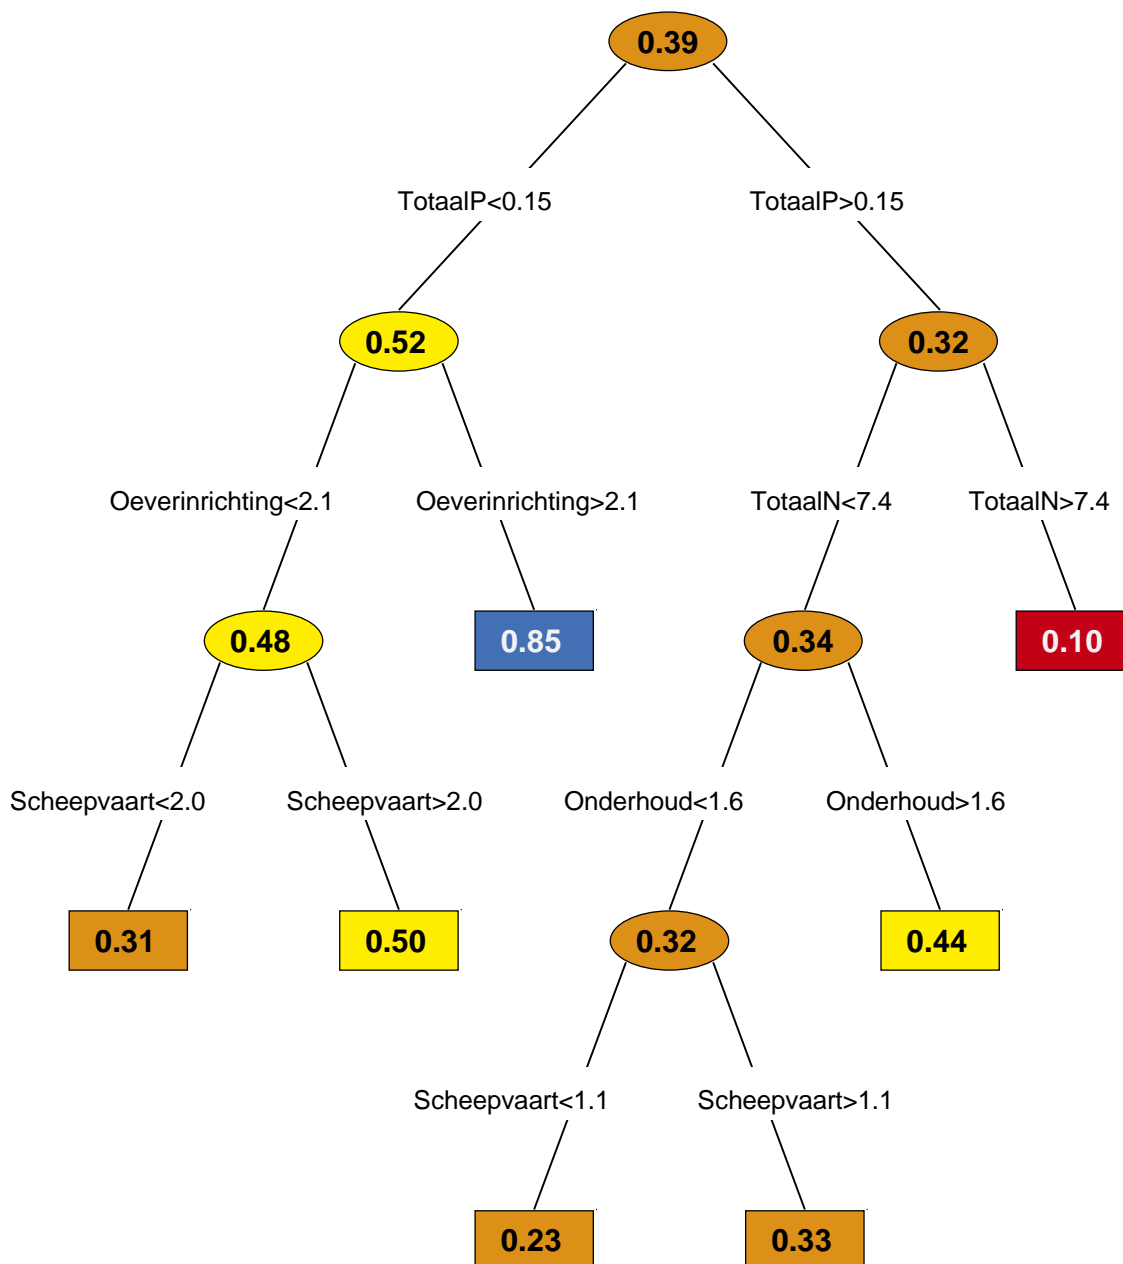 0.39
TotaalP<0.15 TotaalP>0.15
0.52 0.32
Oeverinrichting<2.1 Oeverinrichting>2.1 TotaalN<7.4 TotaalN>7.4
0.48 0.85 0.34 0.10
Scheepvaart<2.0 Scheepvaart>2.0 Onderhoud<1.6 Onderhoud>1.6
0.31 0.50 0.32 0.44
Scheepvaart<1.1 Scheepvaart>1.1
0.23 0.33